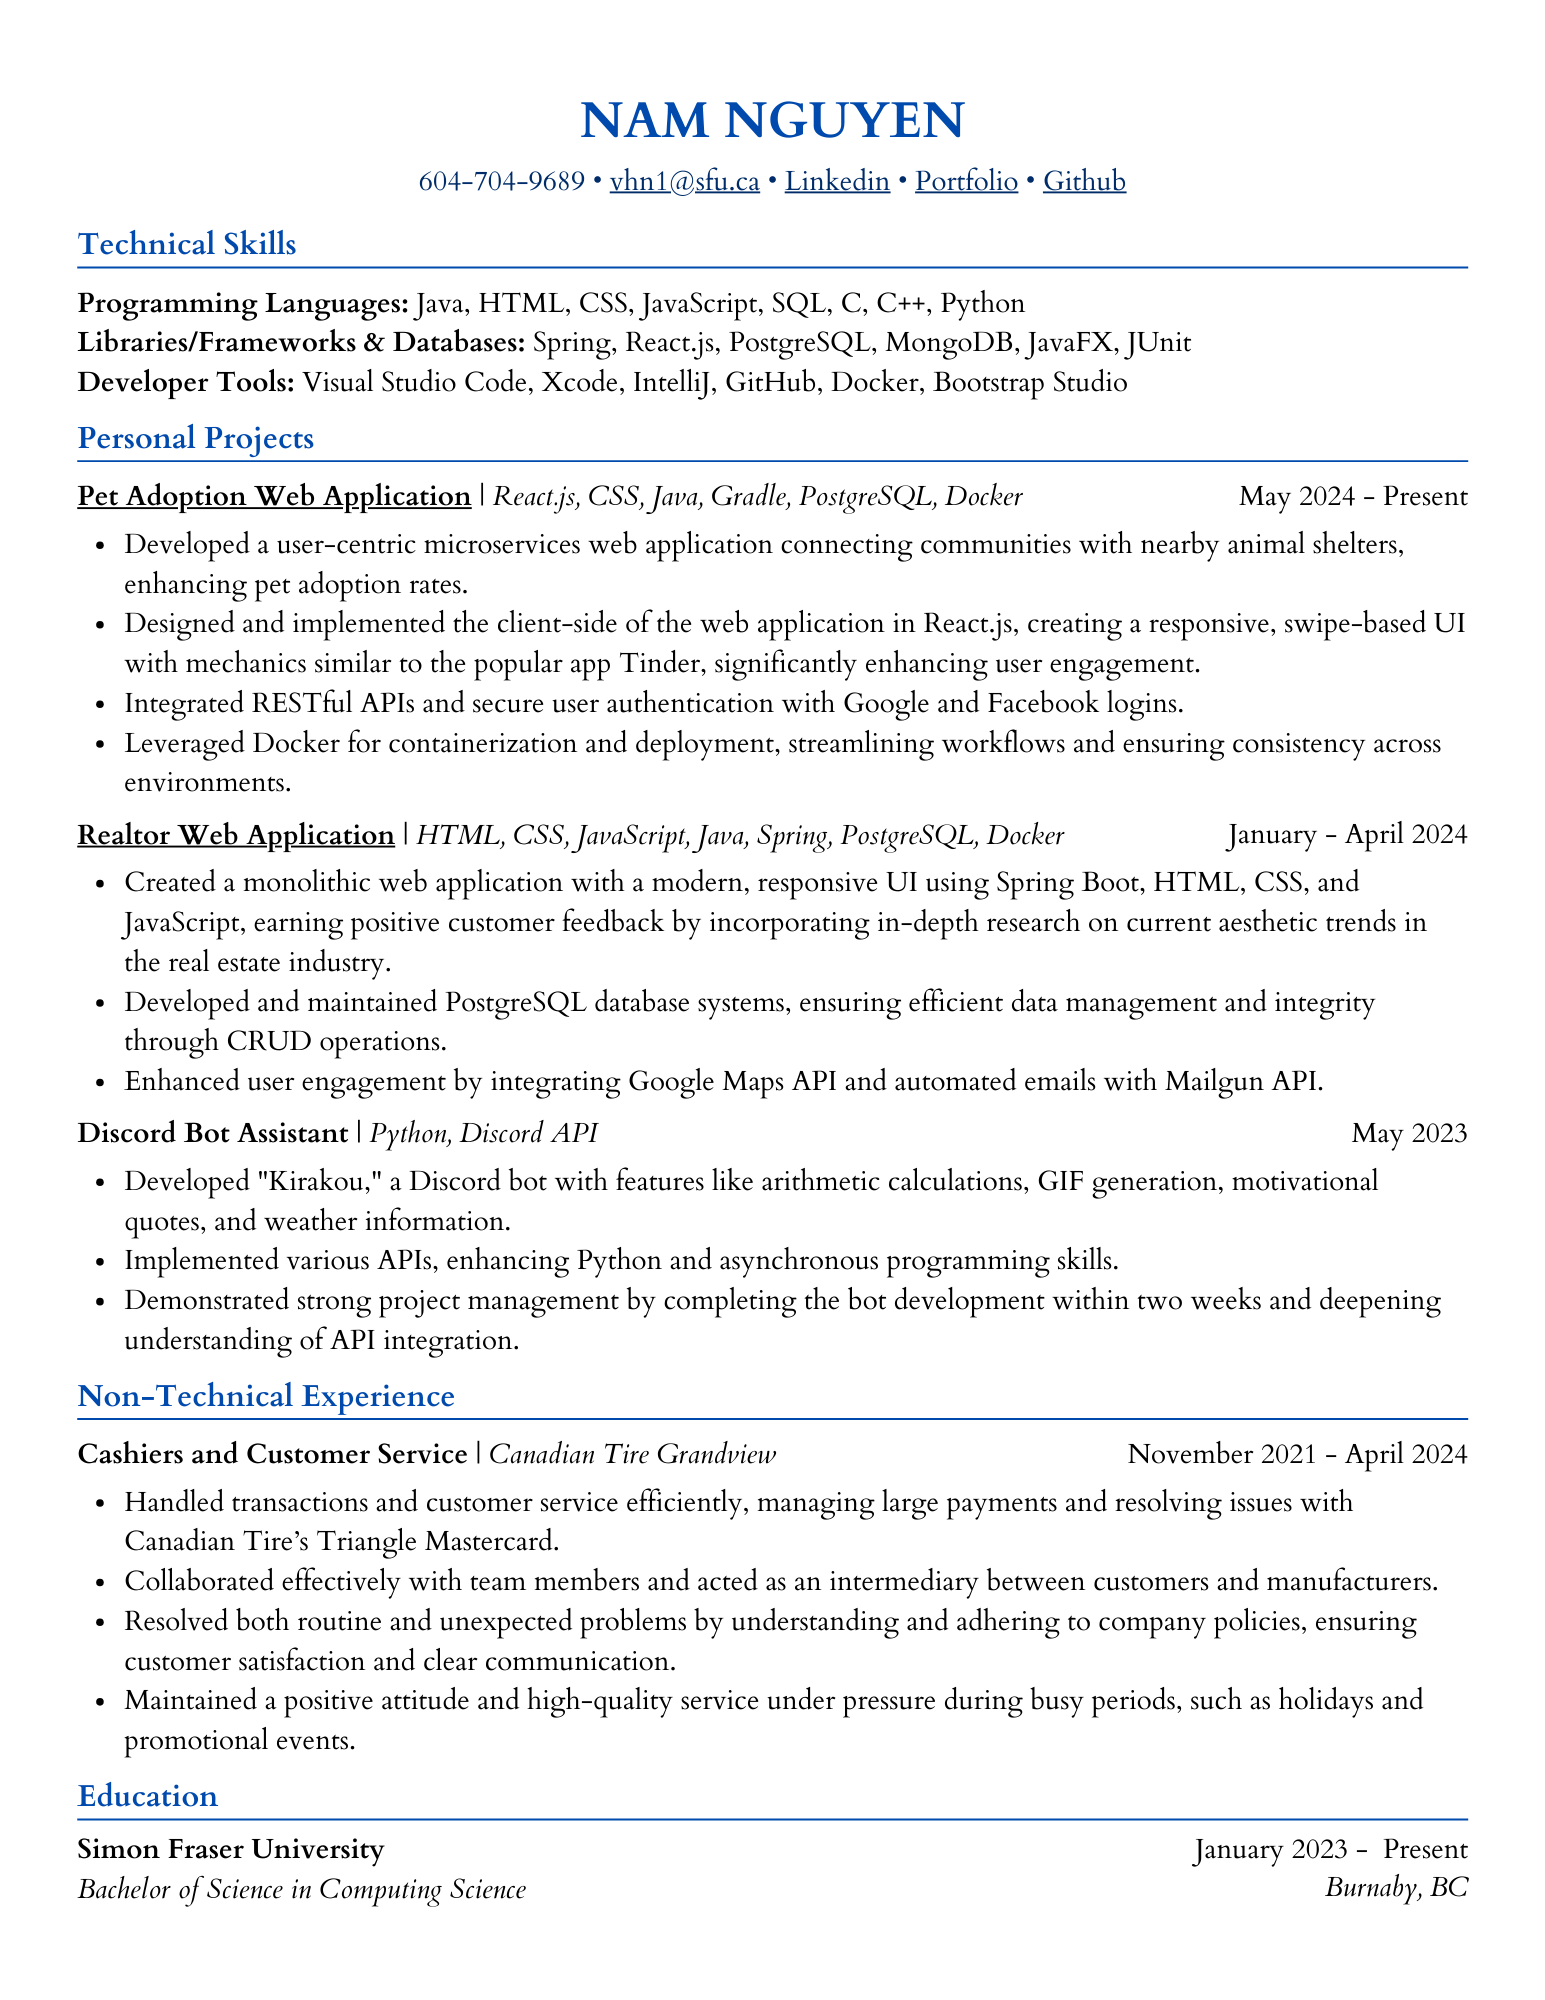 NAM NGUYEN
604-704-9689 • vhn1@sfu.ca • Linkedin • Portfolio • Github
Technical Skills
Programming Languages: Java, HTML, CSS, JavaScript, SQL, C, C++, Python
Libraries/Frameworks & Databases: Spring, React.js, PostgreSQL, MongoDB, JavaFX, JUnit
Developer Tools: Visual Studio Code, Xcode, IntelliJ, GitHub, Docker, Bootstrap Studio
Personal Projects
Pet Adoption Web Application | React.js, CSS, Java, Gradle, PostgreSQL, Docker May 2024 - Present
• Developed a user-centric microservices web application connecting communities with nearby animal shelters,
enhancing pet adoption rates.
• Designed and implemented the client-side of the web application in React.js, creating a responsive, swipe-based UI
with mechanics similar to the popular app Tinder, significantly enhancing user engagement.
• Integrated RESTful APIs and secure user authentication with Google and Facebook logins.
• Leveraged Docker for containerization and deployment, streamlining workflows and ensuring consistency across
environments.
Realtor Web Application | HTML, CSS, JavaScript, Java, Spring, PostgreSQL, Docker January - April 2024
• Created a monolithic web application with a modern, responsive UI using Spring Boot, HTML, CSS, and
JavaScript, earning positive customer feedback by incorporating in-depth research on current aesthetic trends in
the real estate industry.
• Developed and maintained PostgreSQL database systems, ensuring efficient data management and integrity
through CRUD operations.
• Enhanced user engagement by integrating Google Maps API and automated emails with Mailgun API.
Discord Bot Assistant | Python, Discord API May 2023
• Developed "Kirakou," a Discord bot with features like arithmetic calculations, GIF generation, motivational
quotes, and weather information.
• Implemented various APIs, enhancing Python and asynchronous programming skills.
• Demonstrated strong project management by completing the bot development within two weeks and deepening
understanding of API integration.
Non-Technical Experience
Cashiers and Customer Service | Canadian Tire Grandview November 2021 - April 2024
• Handled transactions and customer service efficiently, managing large payments and resolving issues with
Canadian Tire’s Triangle Mastercard.
• Collaborated effectively with team members and acted as an intermediary between customers and manufacturers.
• Resolved both routine and unexpected problems by understanding and adhering to company policies, ensuring
customer satisfaction and clear communication.
• Maintained a positive attitude and high-quality service under pressure during busy periods, such as holidays and
promotional events.
Education
Simon Fraser University January 2023 - Present
Bachelor of Science in Computing Science Burnaby, BC